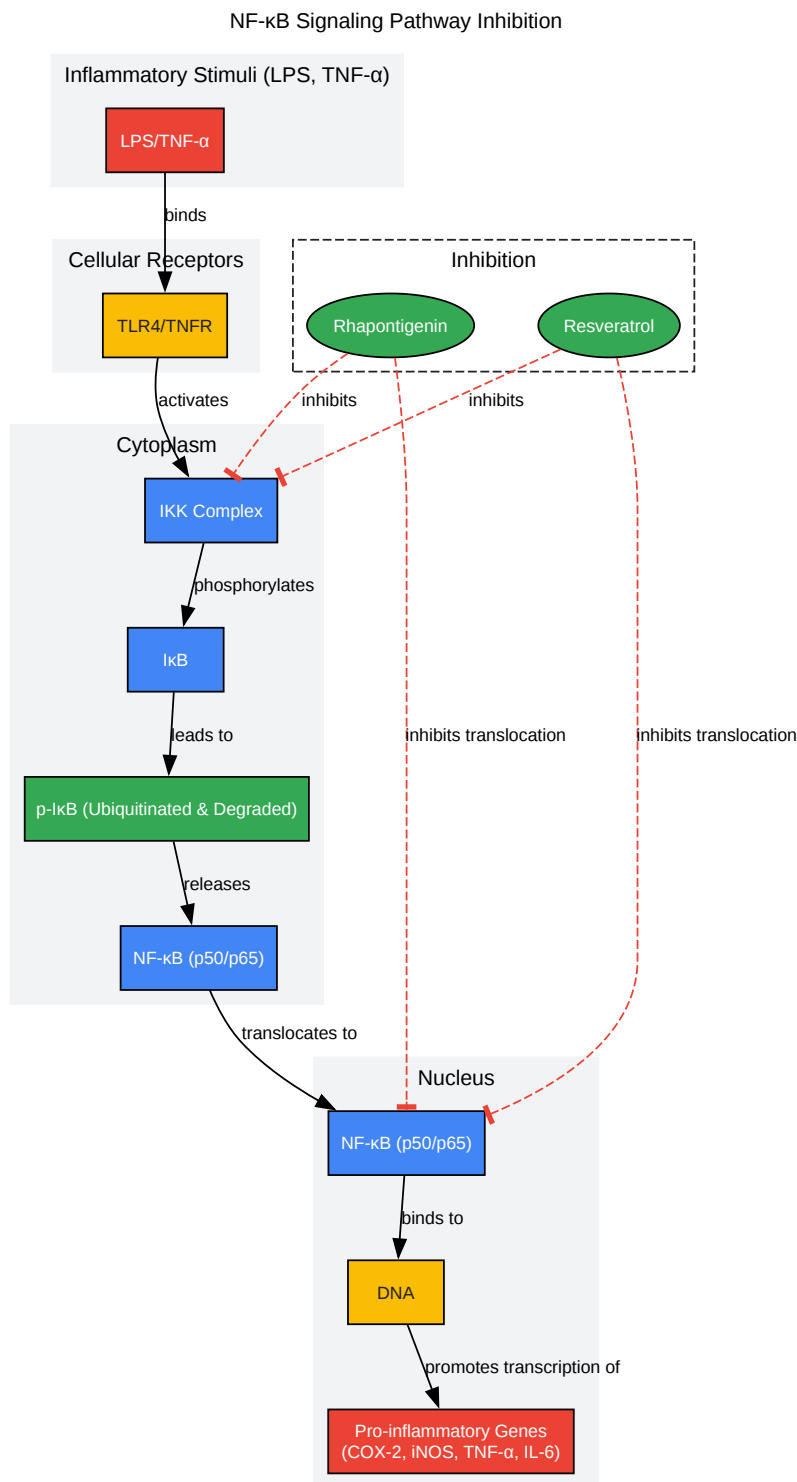 NF-κB Signaling Pathway Inhibition
Inflammatory Stimuli (LPS, TNF-α)
LPS/TNF-α
binds
Cellular Receptors
Inhibition
TLR4/TNFR
Rhapontigenin
Resveratrol
activates
inhibits
inhibits
Cytoplasm
IKK Complex
phosphorylates
IκB
leads to
inhibits translocation
inhibits translocation
p-IκB (Ubiquitinated & Degraded)
releases
NF-κB (p50/p65)
translocates to
Nucleus
NF-κB (p50/p65)
binds to
DNA
promotes transcription of
Pro-inflammatory Genes
(COX-2, iNOS, TNF-α, IL-6)